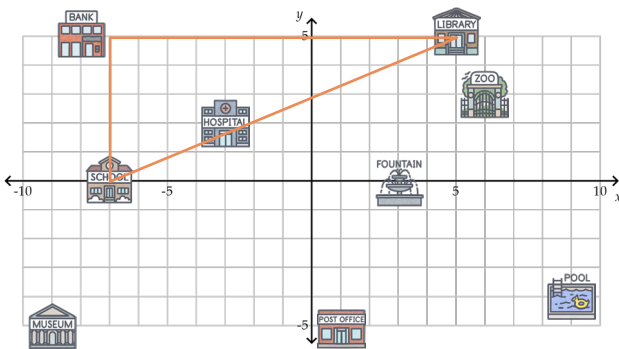 BANK
y
LIBRARY
5
ZOO
HOSPITAL
SCHOOL
FOUNTAIN
-10
-5
5
10
x
POOL
MUSEUM
POST OFFICE
-5